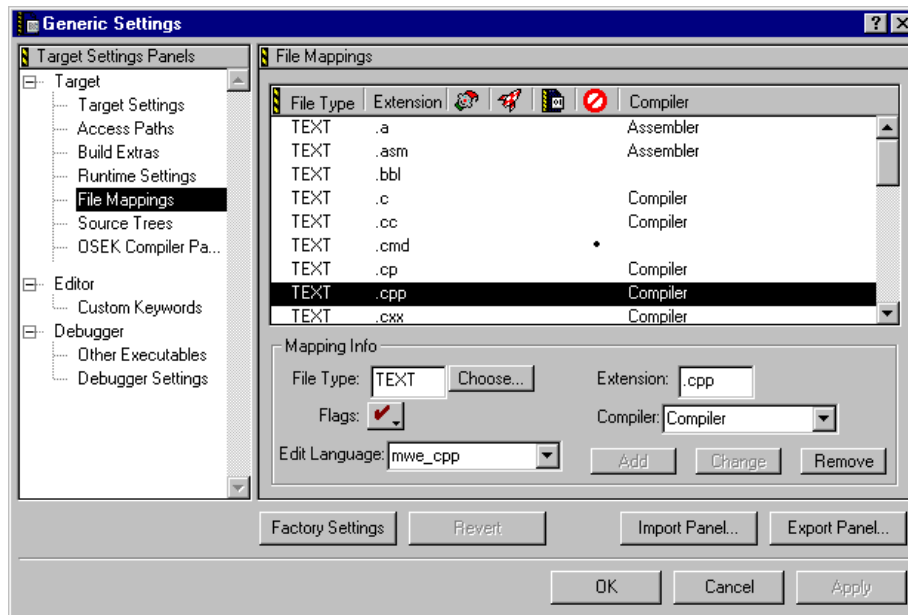 Generic Settings
Target Settings Panels
Target
Target Settings
Access Paths
Build Extras
Runtime Settings
File Mappings
Source Trees
OSEK Compiler Pa...
Editor
Custom Keywords
Debugger
Other Executables
Debugger Settings
File Mappings
File Type Extension Compiler
TEXT .a Assembler
TEXT .asm Assembler
TEXT .bbl
TEXT .c Compiler
TEXT .cc Compiler
TEXT .cmd •
TEXT .cp Compiler
TEXT .cpp Compiler
TEXT .cxx Compiler
Mapping Info
File Type: TEXT Choose... Extension: .cpp
Flags: Compiler: Compiler
Edit Language: mwe_cpp Add Change Remove
Factory Settings Revert Import Panel... Export Panel...
OK Cancel Apply